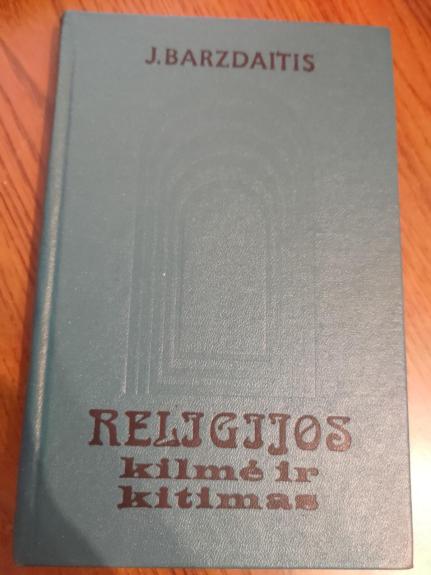 J. BARZDAITIS
RELIGIJOS
kilmė ir
kitimas